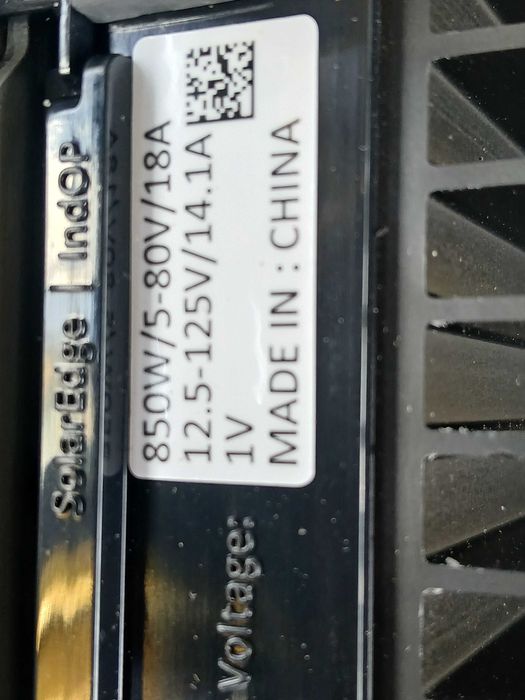 SolarEdge | IndOP
850W/5-80V/18A
12.5-125V/14.1A
1V
MADE IN : CHINA
Voltage: